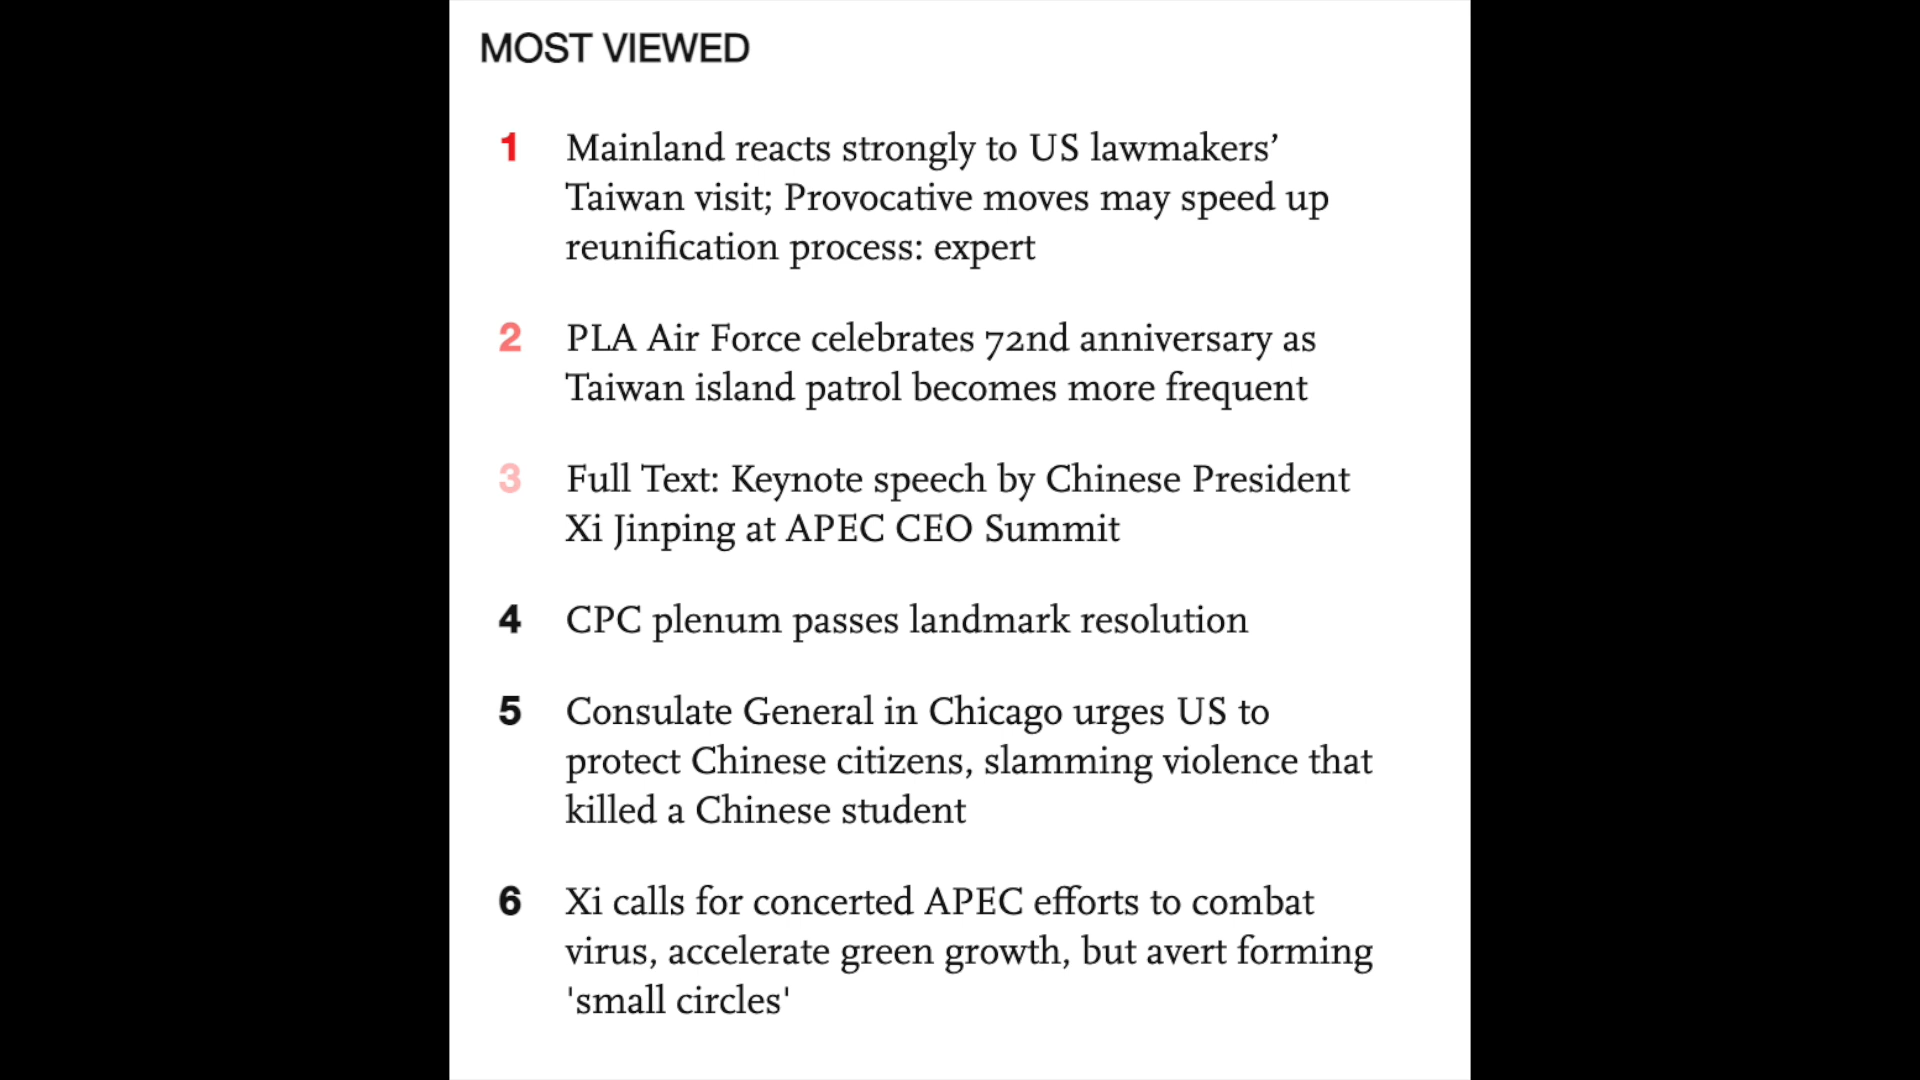 MOST VIEWED
1 Mainland reacts strongly to US lawmakers’
Taiwan visit; Provocative moves may speed up
reunification process: expert
2 PLA Air Force celebrates 72nd anniversary as
Taiwan island patrol becomes more frequent
3 Full Text: Keynote speech by Chinese President
Xi Jinping at APEC CEO Summit
4 CPC plenum passes landmark resolution
5 Consulate General in Chicago urges US to
protect Chinese citizens, slamming violence that
killed a Chinese student
6 Xi calls for concerted APEC efforts to combat
virus, accelerate green growth, but avert forming
'small circles'